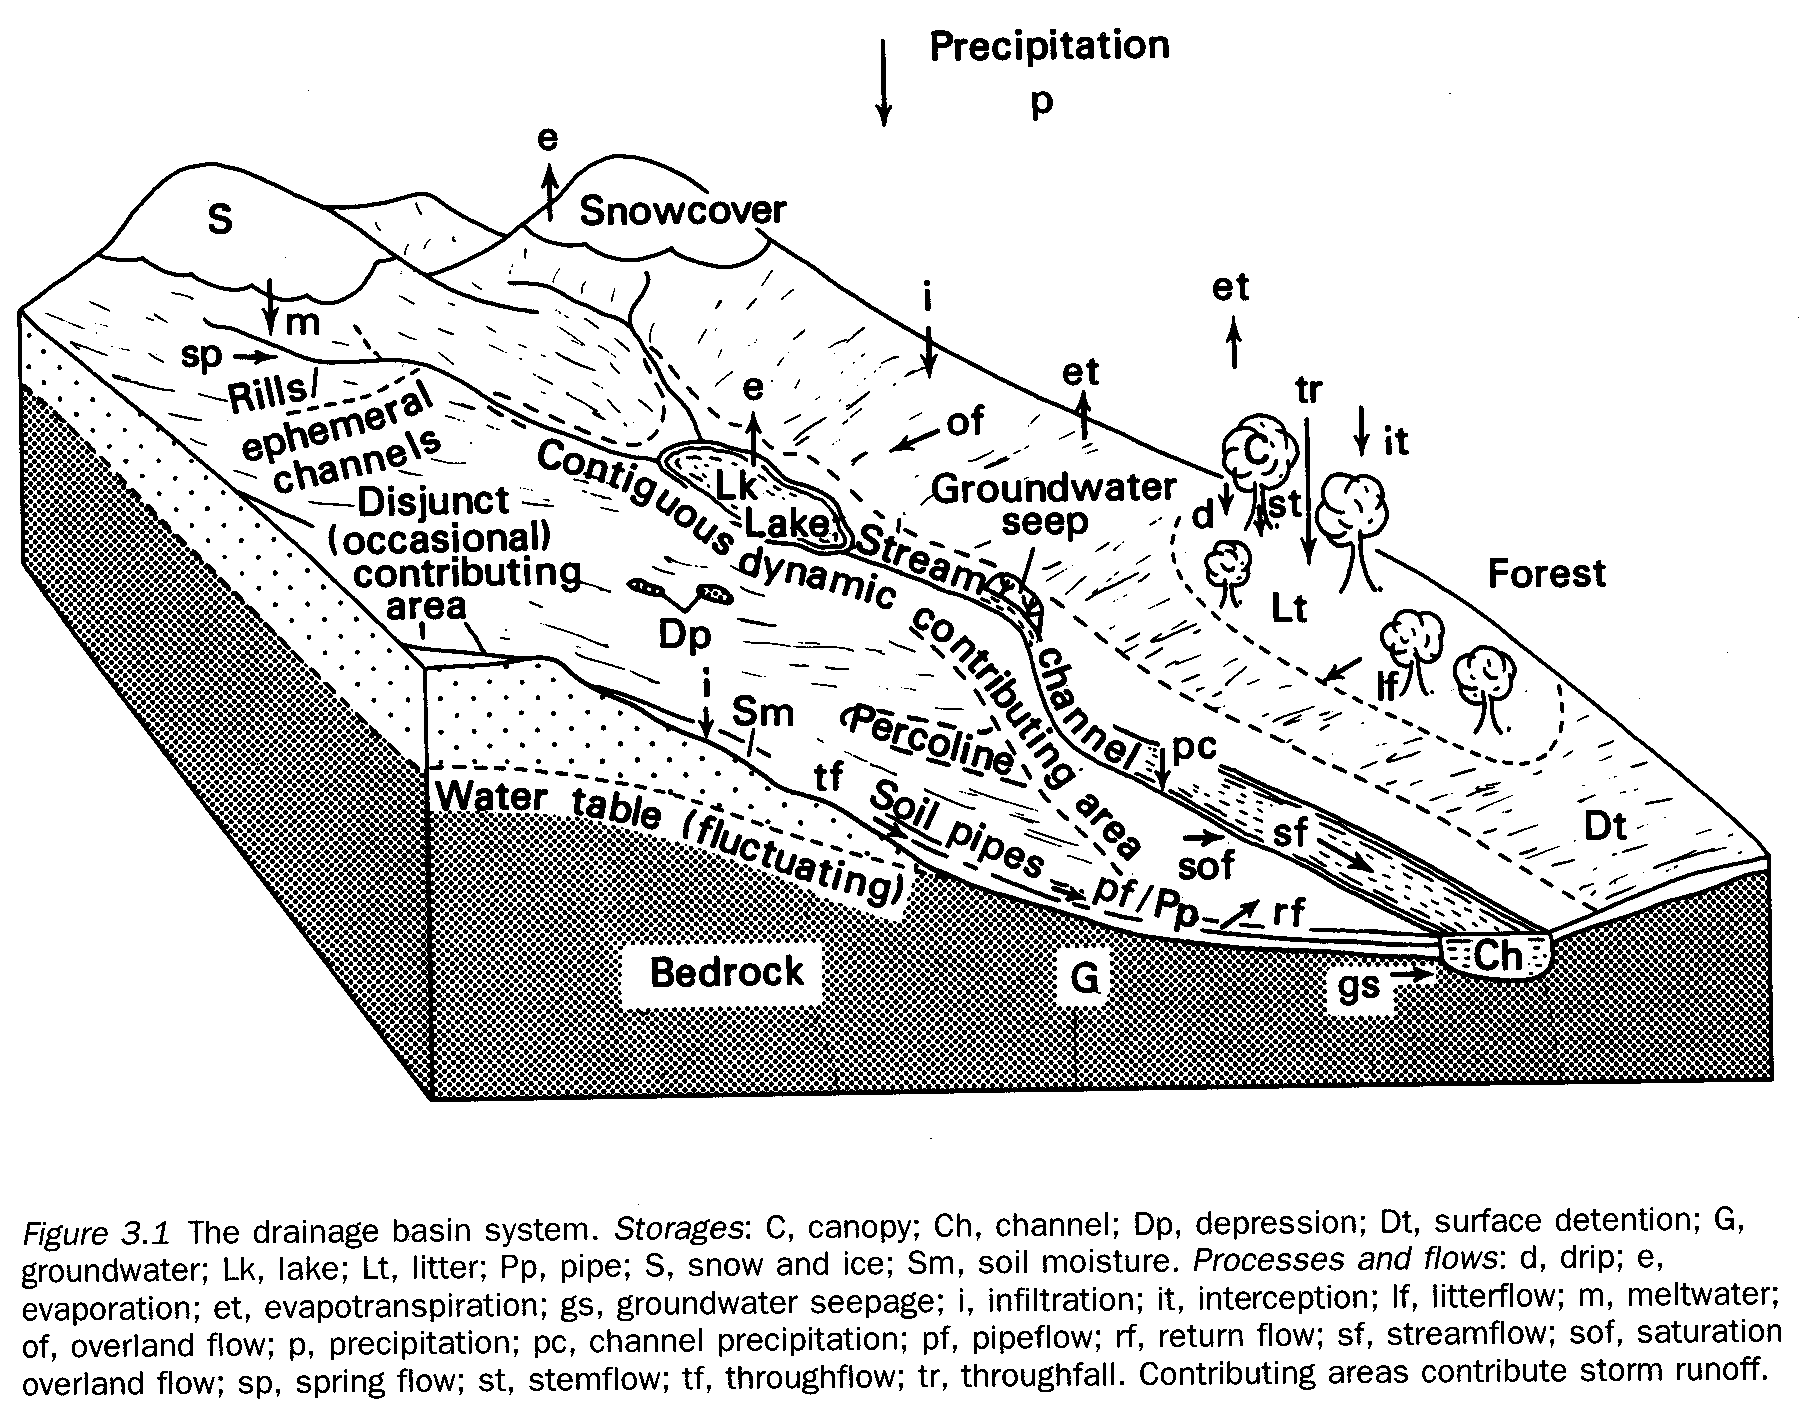 Precipitation
p
e
S
Snowcover
m
sp
i
et
et
tr
it
Rills/
ephemeral
channels
e
of
C
d
st
Groundwater
seep
Disjunct
(occasional)
contributing
area
Contiguous dynamic contributing area
Lk
Lake
Stream channel
Forest
Lt
lf
Dp
i
Sm
Percoline
pc
tf
Soil pipes
sf
Dt
sof
Water table (fluctuating)
pf/Pp
rf
Bedrock
G
gs
Ch
Figure 3.1 The drainage basin system. Storages: C, canopy; Ch, channel; Dp, depression; Dt, surface detention; G,
groundwater; Lk, lake; Lt, litter; Pp, pipe; S, snow and ice; Sm, soil moisture. Processes and flows: d, drip; e,
evaporation; et, evapotranspiration; gs, groundwater seepage; i, infiltration; it, interception; lf, litterflow; m, meltwater;
of, overland flow; p, precipitation; pc, channel precipitation; pf, pipeflow; rf, return flow; sf, streamflow; sof, saturation
overland flow; sp, spring flow; st, stemflow; tf, throughflow; tr, throughfall. Contributing areas contribute storm runoff.